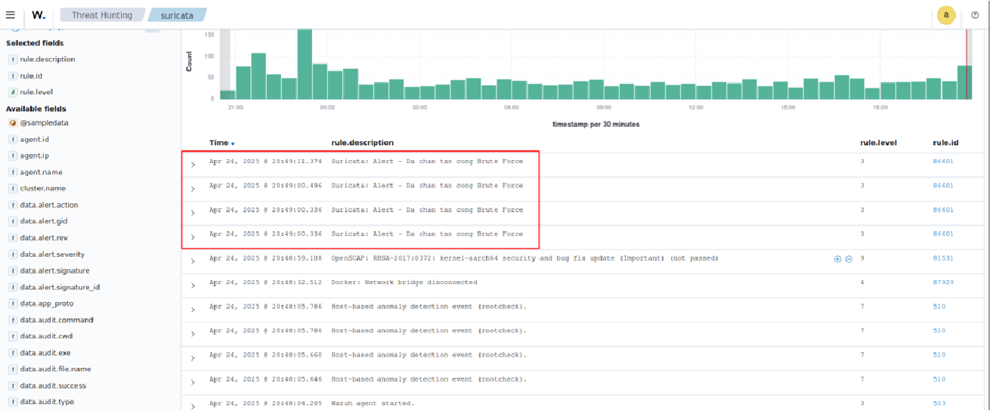 W. Threat Hunting suricata a
Selected fields
t rule.description
t rule.id
# rule.level
Available fields
@sampledata
t agent.id
t agent.ip
t agent.name
t cluster.name
t data.alert.action
t data.alert.gid
t data.alert.rev
t data.alert.severity
t data.alert.signature
t data.alert.signature_id
t data.app_proto
t data.audit.command
t data.audit.cwd
t data.audit.exe
t data.audit.file.name
t data.audit.success
t data.audit.type
Count
150
100
50
0
21:00 00:00 03:00 06:00 09:00 12:00 15:00 18:00
timestamp per 30 minutes
Time rule.description rule.level rule.id
Apr 24, 2025 @ 20:49:11.374 Suricata: Alert - Da chan tan cong Brute Force 3 86601
Apr 24, 2025 @ 20:49:00.496 Suricata: Alert - Da chan tan cong Brute Force 3 86601
Apr 24, 2025 @ 20:49:00.336 Suricata: Alert - Da chan tan cong Brute Force 3 86601
Apr 24, 2025 @ 20:49:00.336 Suricata: Alert - Da chan tan cong Brute Force 3 86601
Apr 24, 2025 @ 20:48:59.108 OpenSCAP: RHSA-2017:0372: kernel-aarch64 security and bug fix update (Important) (not passed) 9 81531
Apr 24, 2025 @ 20:48:32.512 Docker: Network bridge disconnected 4 87929
Apr 24, 2025 @ 20:48:05.786 Host-based anomaly detection event (rootcheck). 7 510
Apr 24, 2025 @ 20:48:05.786 Host-based anomaly detection event (rootcheck). 7 510
Apr 24, 2025 @ 20:48:05.660 Host-based anomaly detection event (rootcheck). 7 510
Apr 24, 2025 @ 20:48:05.646 Host-based anomaly detection event (rootcheck). 7 510
Apr 24, 2025 @ 20:48:04.205 Wazuh agent started. 3 503